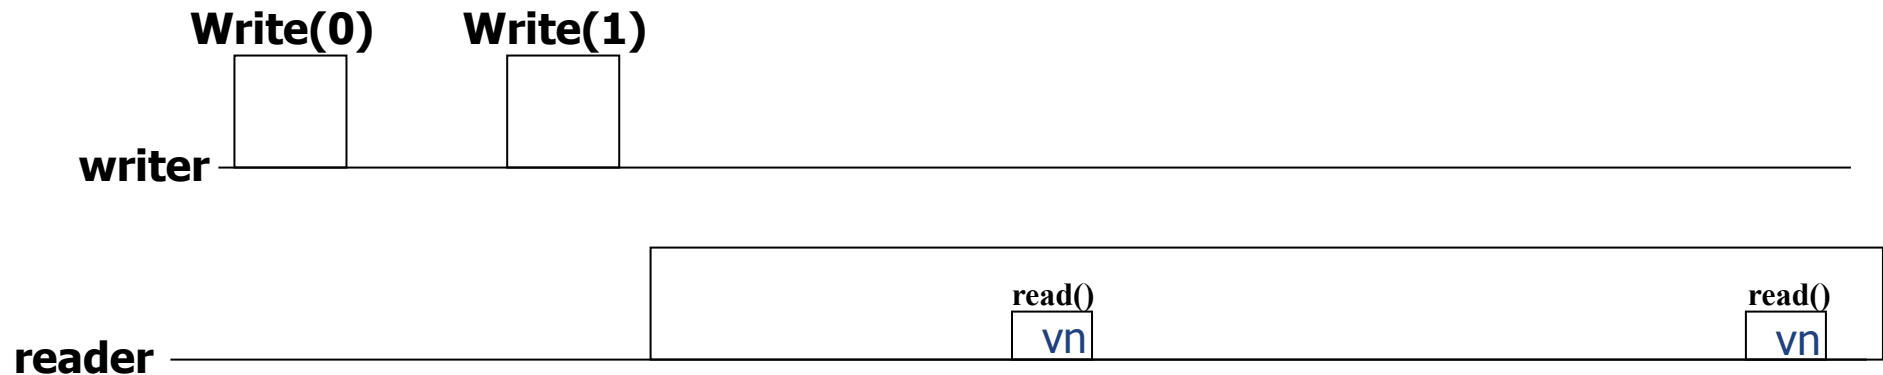 Write(0) Write(1)
writer
read() read()
vn vn
reader